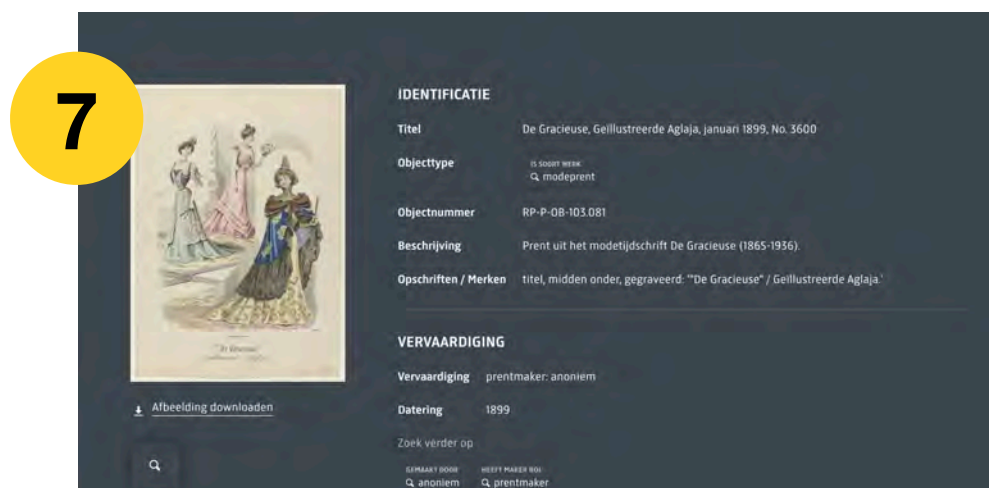 7
IDENTIFICATIE
Titel De Gracieuse, Geïllustreerde Aglaja, januari 1899, No. 3600
Objecttype IS SOORT WERK
modeprent
Objectnummer RP-P-OB-103.081
Beschrijving Prent uit het modetijdschrift De Gracieuse (1865-1936).
Opschriften / Merken titel, midden onder, gegraveerd: '"De Gracieuse" / Geïllustreerde Aglaja.'
"De Gracieuse"
VERVAARDIGING
Vervaardiging prentmaker: anoniem
Afbeelding downloaden
Datering 1899
Zoek verder op
GEMAAKT DOOR HEEFT MAKER ROL
anoniem prentmaker